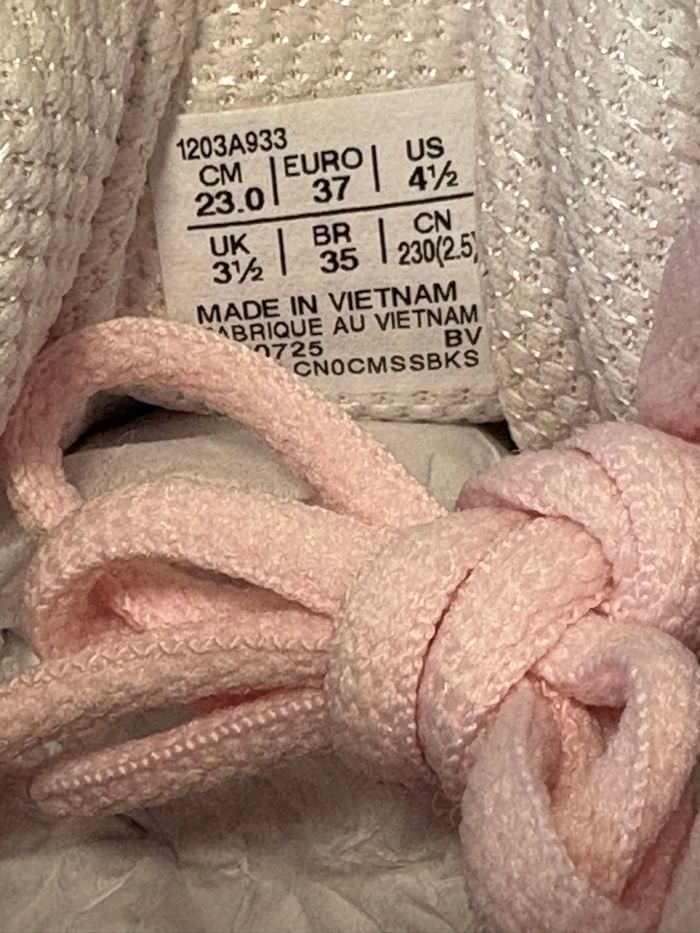 1203A933
CM | EURO | US
23.0 37 4½
UK | BR | CN
3½ 35 230(2.5)
MADE IN VIETNAM
FABRIQUE AU VIETNAM
0725 BV
CN0CMSSBKS